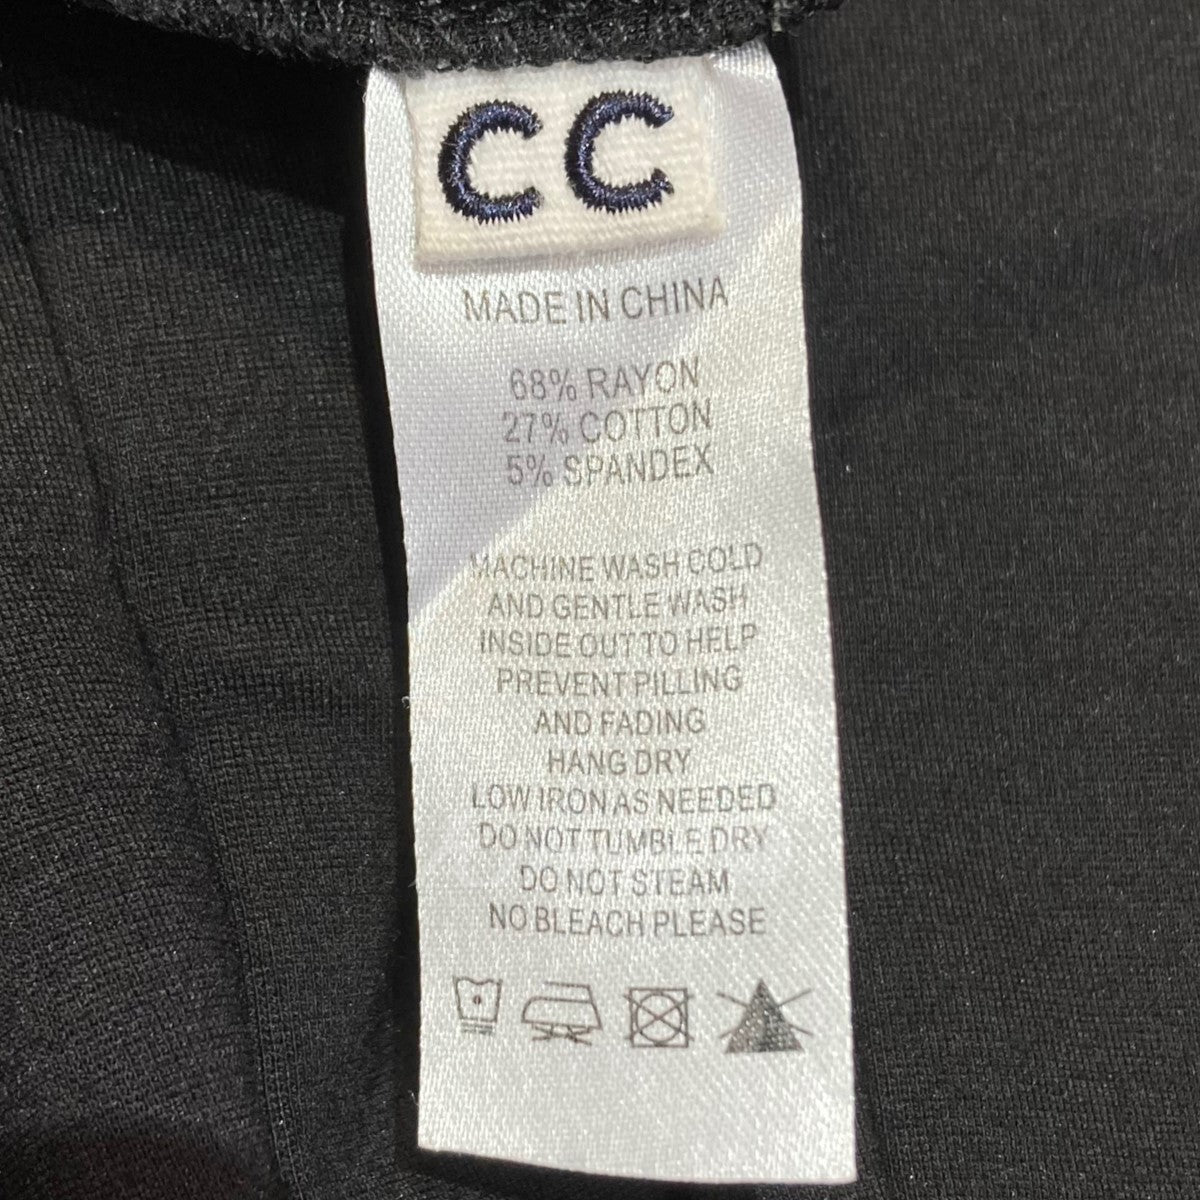 CC
MADE IN CHINA
68% RAYON
27% COTTON
5% SPANDEX
MACHINE WASH COLD
AND GENTLE WASH
INSIDE OUT TO HELP
PREVENT PILLING
AND FADING
HANG DRY
LOW IRON AS NEEDED
DO NOT TUMBLE DRY
DO NOT STEAM
NO BLEACH PLEASE